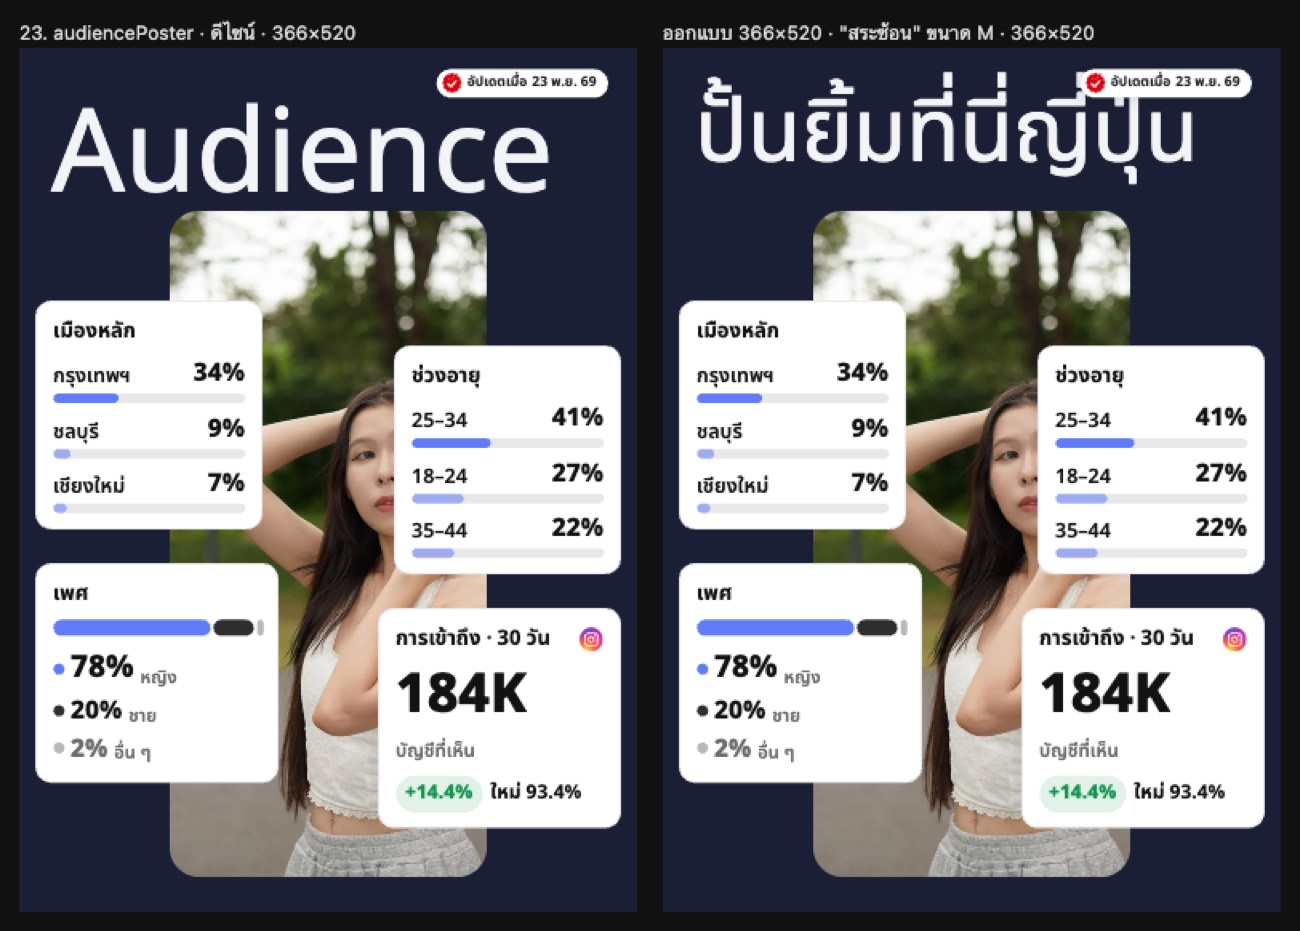 23. audiencePoster · ดีไซน์ · 366×520
อัปเดตเมื่อ 23 พ.ย. 69
Audience
เมืองหลัก
กรุงเทพฯ 34%
ชลบุรี 9%
เชียงใหม่ 7%
ช่วงอายุ
25–34 41%
18–24 27%
35–44 22%
เพศ
78% หญิง
20% ชาย
2% อื่น ๆ
การเข้าถึง · 30 วัน
184K
บัญชีที่เห็น
+14.4% ใหม่ 93.4%
ออกแบบ 366×520 · "สระซ้อน" ขนาด M · 366×520
อัปเดตเมื่อ 23 พ.ย. 69
ปั้นยิ้มที่นี่ญี่ปุ่น
เมืองหลัก
กรุงเทพฯ 34%
ชลบุรี 9%
เชียงใหม่ 7%
ช่วงอายุ
25–34 41%
18–24 27%
35–44 22%
เพศ
78% หญิง
20% ชาย
2% อื่น ๆ
การเข้าถึง · 30 วัน
184K
บัญชีที่เห็น
+14.4% ใหม่ 93.4%